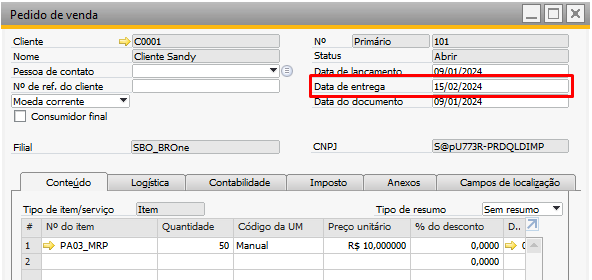 Pedido de venda
Cliente C0001 Nº Primário 101
Nome Cliente Sandy Status Abrir
Pessoa de contato Data de lançamento 09/01/2024
Nº de ref. do cliente Data de entrega 15/02/2024
Moeda corrente Data do documento 09/01/2024
Consumidor final
Filial SBO_BROne CNPJ S@pU773R-PRDQLDIMP
Conteúdo Logística Contabilidade Imposto Anexos Campos de localização
Tipo de item/serviço Item Tipo de resumo Sem resumo
# Nº do item Quantidade Código da UM Preço unitário % do desconto D..
1 PA03_MRP 50 Manual R$ 10,000000 0,0000
2 0,0000